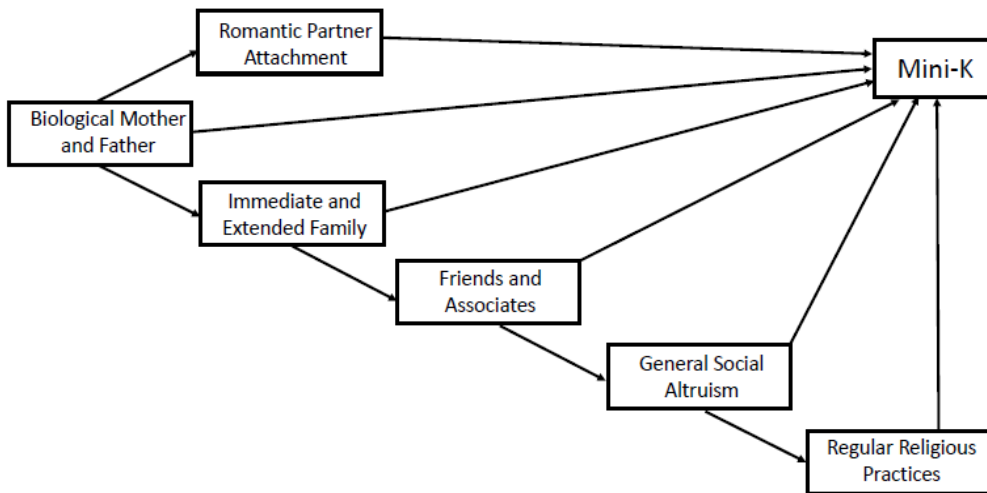 Romantic Partner
Attachment
Mini-K
Biological Mother
and Father
Immediate and
Extended Family
Friends and
Associates
General Social
Altruism
Regular Religious
Practices